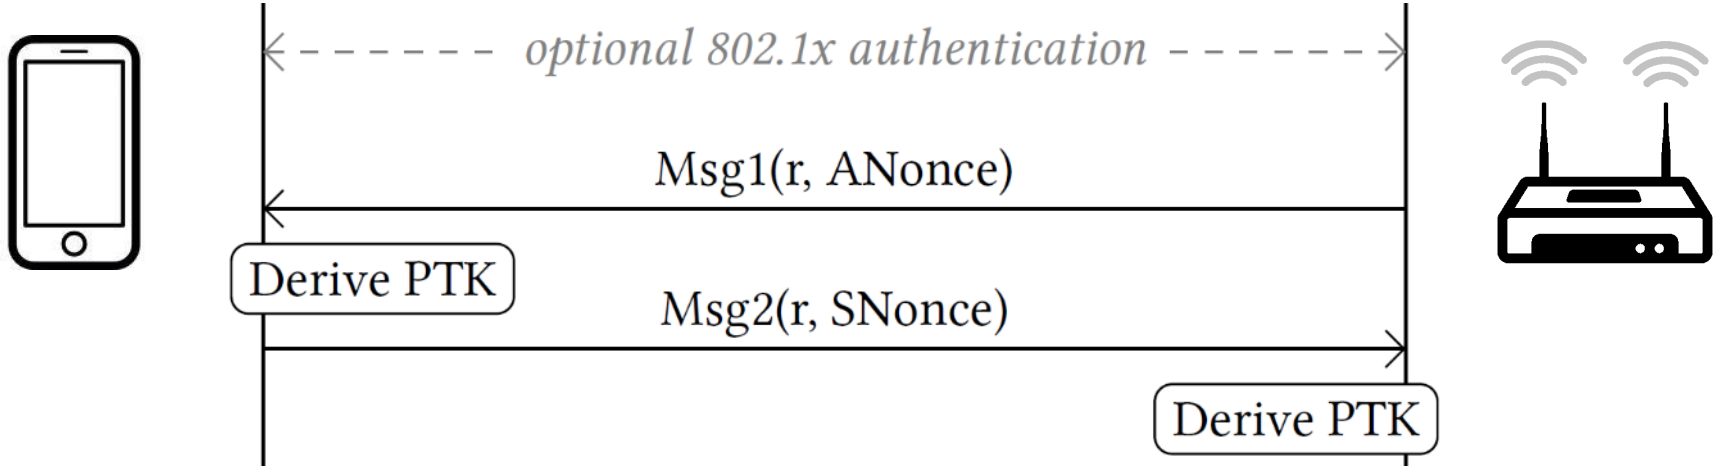 optional 802.1x authentication
Msg1(r, ANonce)
Derive PTK
Msg2(r, SNonce)
Derive PTK